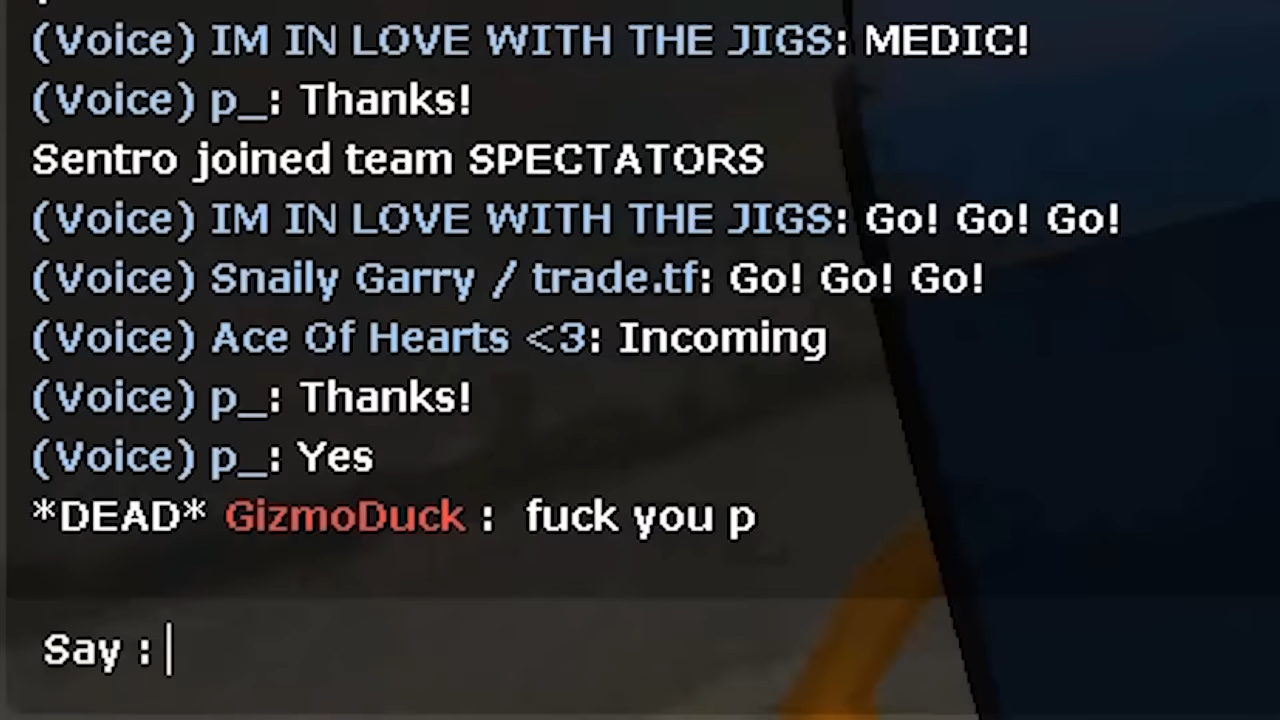 (Voice) IM IN LOVE WITH THE JIGS: MEDIC!
(Voice) p_: Thanks!
Sentro joined team SPECTATORS
(Voice) IM IN LOVE WITH THE JIGS: Go! Go! Go!
(Voice) Snaily Garry / trade.tf: Go! Go! Go!
(Voice) Ace Of Hearts <3: Incoming
(Voice) p_: Thanks!
(Voice) p_: Yes
*DEAD* GizmoDuck :  fuck you p
Say :